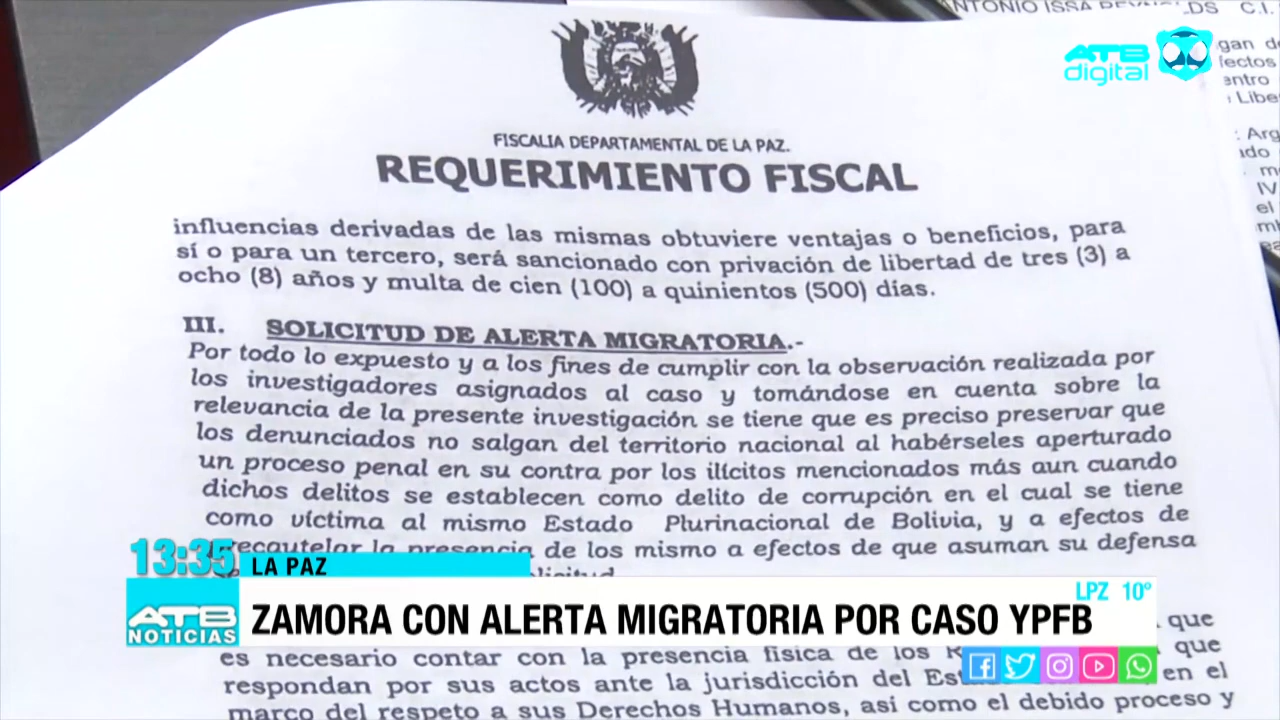 ANTONIO ISSA REYNOLDS C.I.
ATB
digital
FISCALIA DEPARTAMENTAL DE LA PAZ.
REQUERIMIENTO FISCAL
influencias derivadas de las mismas obtuviere ventajas o beneficios, para
sí o para un tercero, será sancionado con privación de libertad de tres (3) a
ocho (8) años y multa de cien (100) a quinientos (500) días.
III. SOLICITUD DE ALERTA MIGRATORIA.-
Por todo lo expuesto y a los fines de cumplir con la observación realizada por
los investigadores asignados al caso y tomándose en cuenta sobre la
relevancia de la presente investigación se tiene que es preciso preservar que
los denunciados no salgan del territorio nacional al habérseles aperturado
un proceso penal en su contra por los ilícitos mencionados más aun cuando
dichos delitos se establecen como delito de corrupción en el cual se tiene
como víctima al mismo Estado Plurinacional de Bolivia, y a efectos de
precautelar la presencia de los mismo a efectos de que asuman su defensa
13:35
LA PAZ
LPZ 10º
ATB
NOTICIAS
ZAMORA CON ALERTA MIGRATORIA POR CASO YPFB
que
es necesario contar con la presencia física de los que
respondan por sus actos ante la jurisdicción del en el
marco del respeto a sus Derechos Humanos, así como el debido proceso y